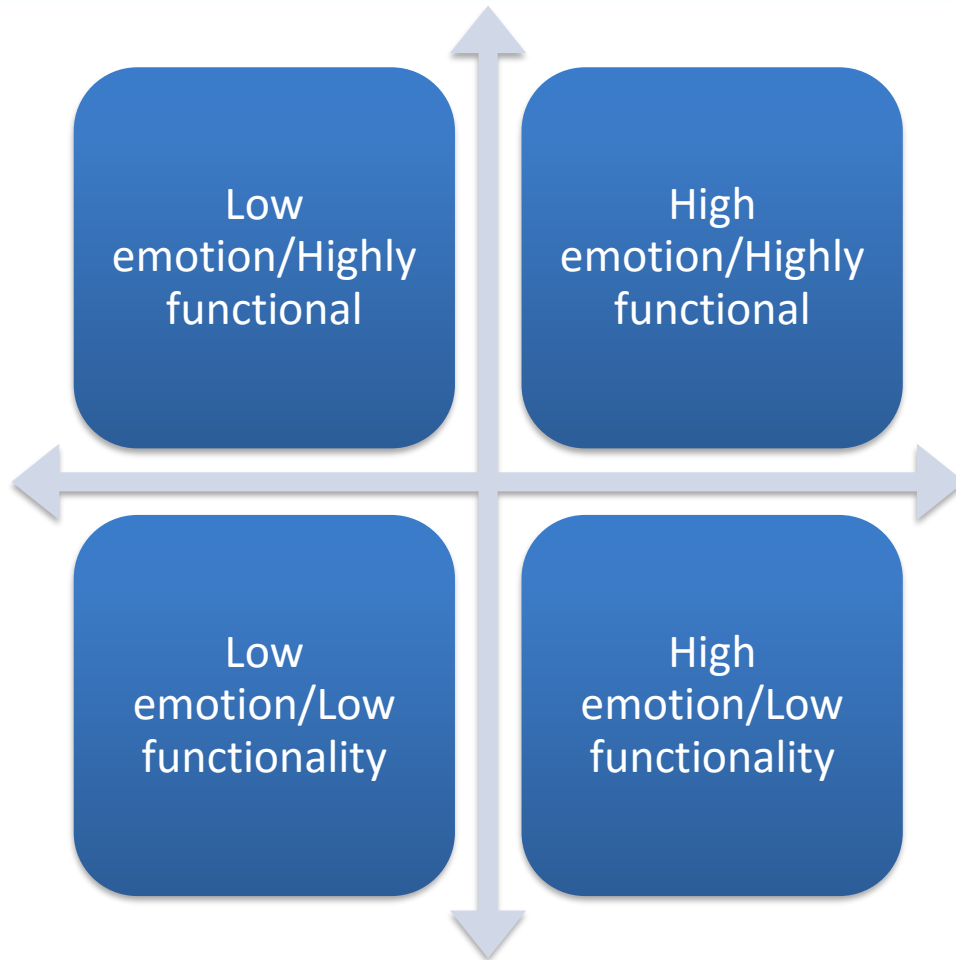 Low
emotion/Highly
functional
High
emotion/Highly
functional
Low
emotion/Low
functionality
High
emotion/Low
functionality